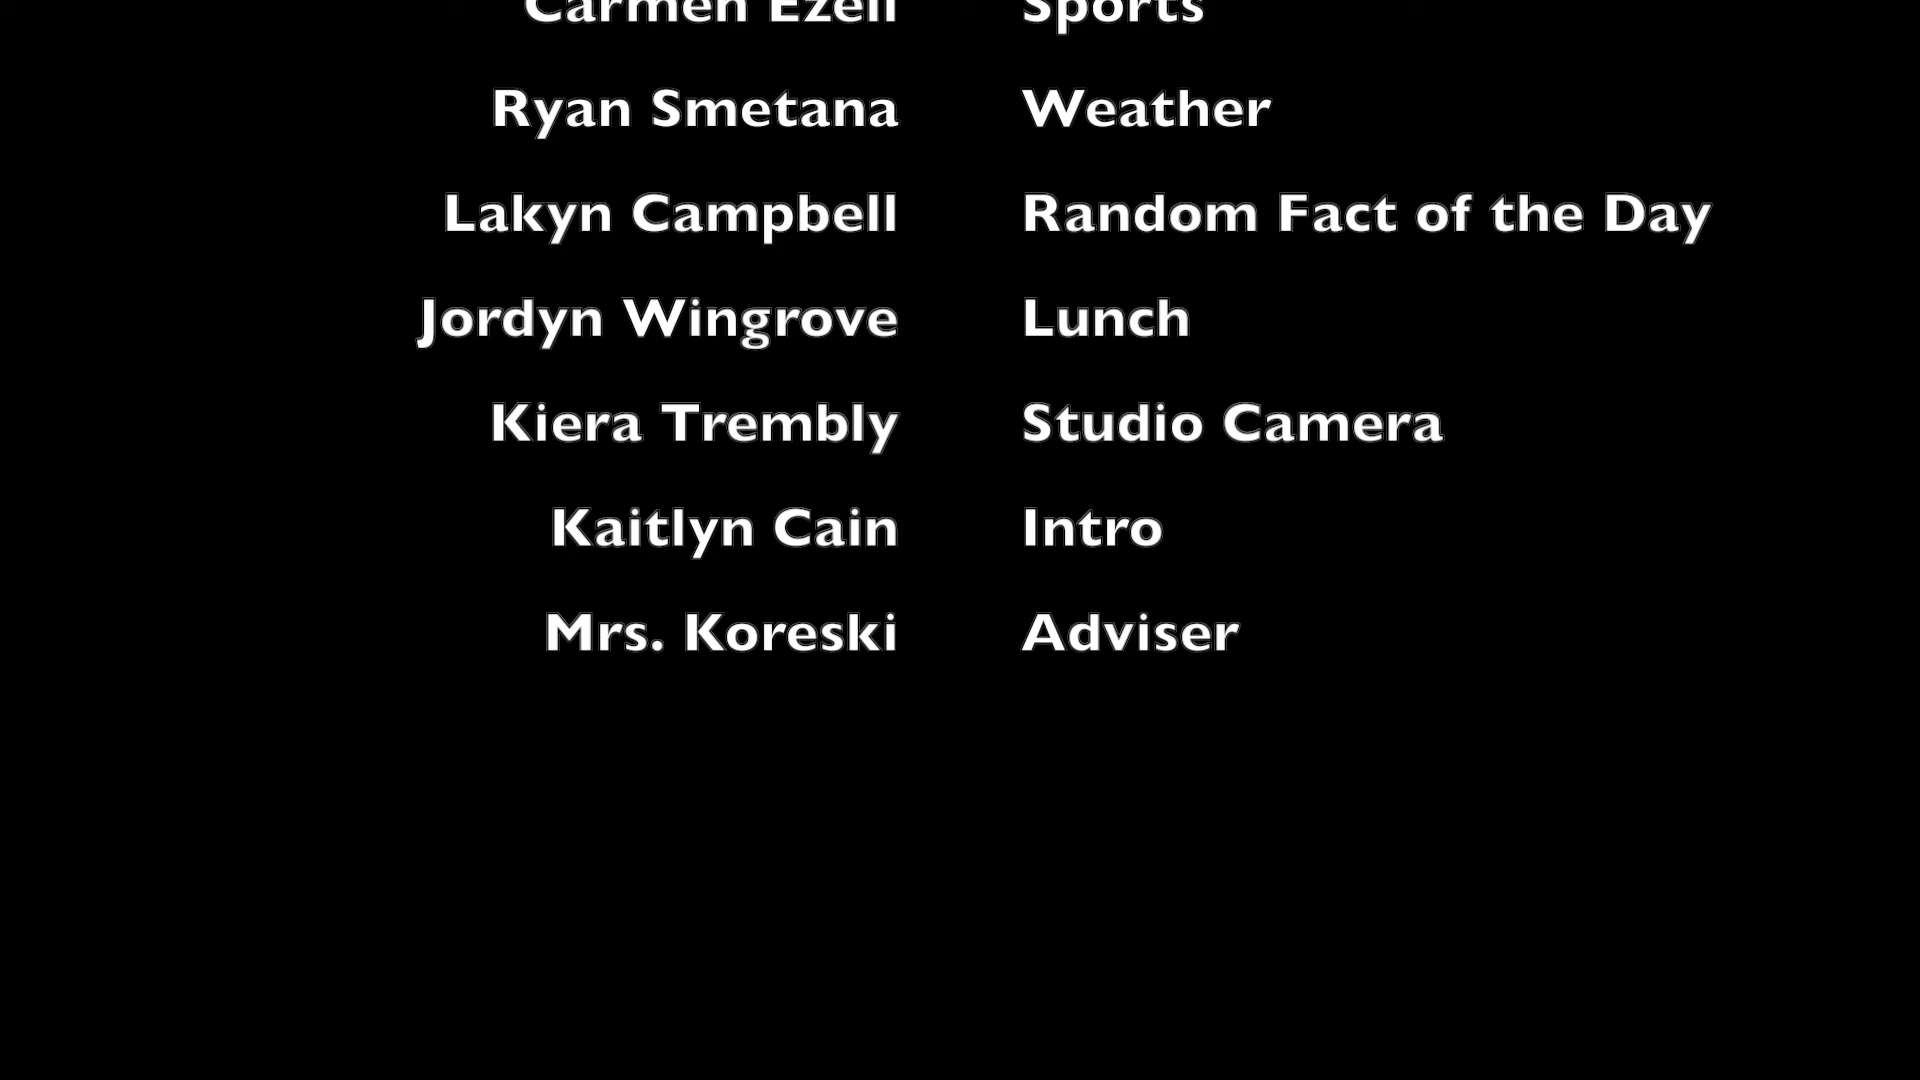 Carmen Ezell Sports
Ryan Smetana Weather
Lakyn Campbell Random Fact of the Day
Jordyn Wingrove Lunch
Kiera Trembly Studio Camera
Kaitlyn Cain Intro
Mrs. Koreski Adviser